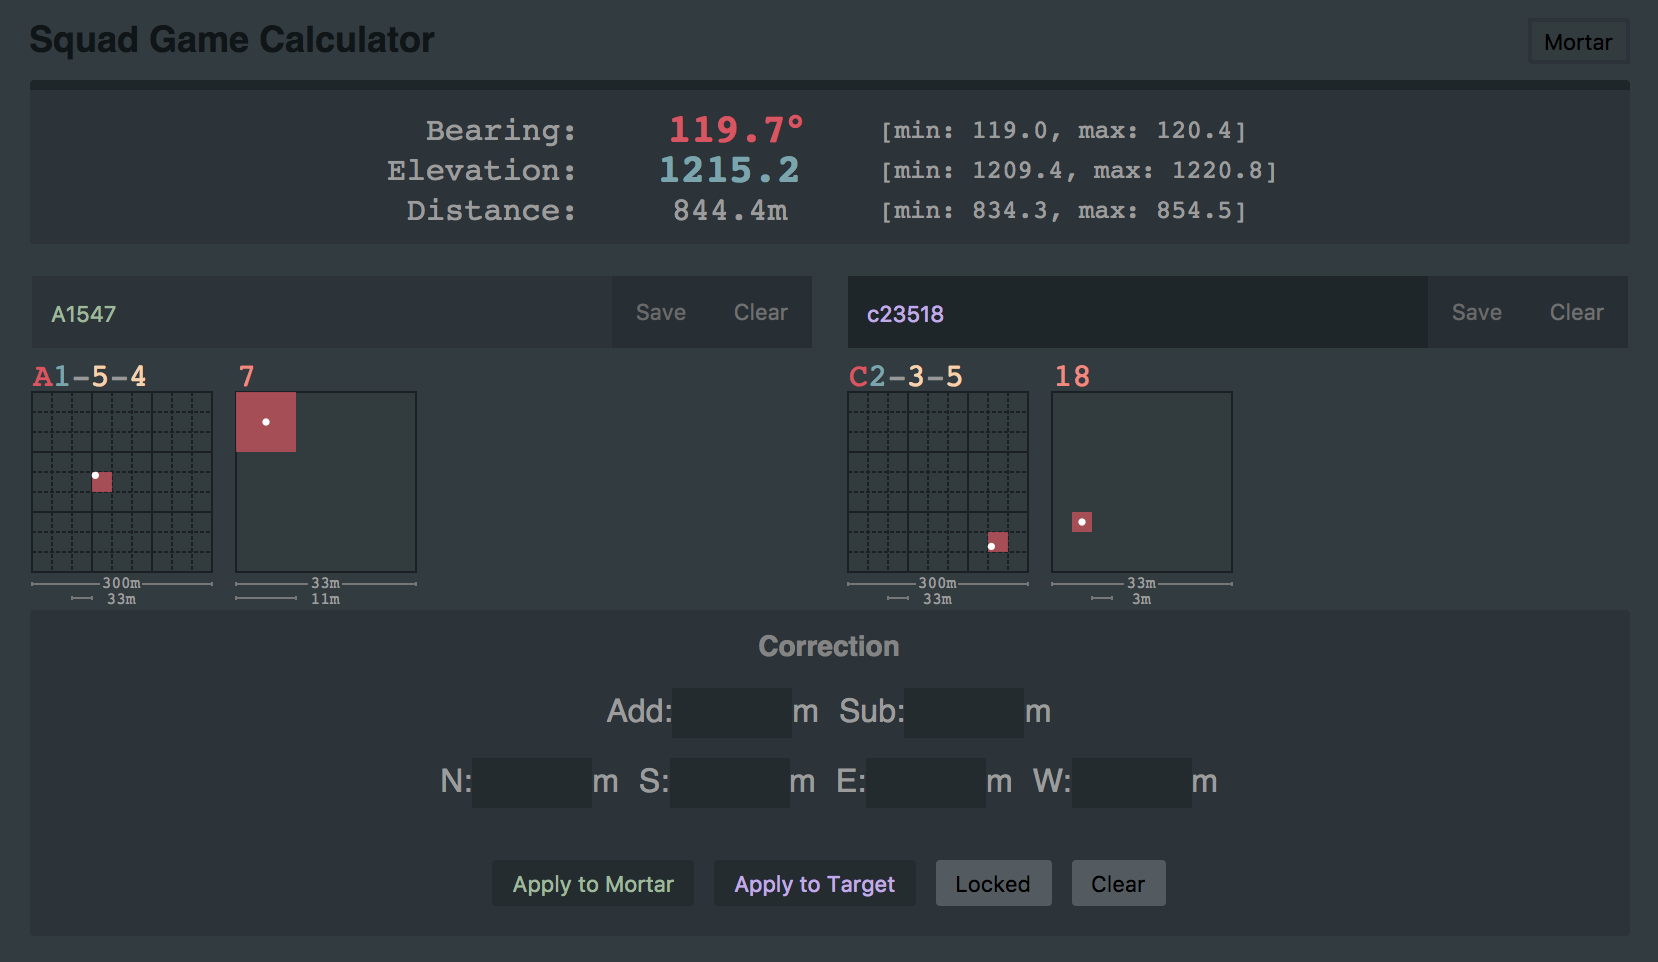 Squad Game Calculator
Mortar
Bearing: 119.7° [min: 119.0, max: 120.4]
Elevation: 1215.2 [min: 1209.4, max: 1220.8]
Distance: 844.4m [min: 834.3, max: 854.5]
A1547 Save Clear
c23518 Save Clear
A1-5-4 7
C2-3-5 18
300m 33m
33m 11m
300m 33m
33m 3m
Correction
Add: m Sub: m
N: m S: m E: m W: m
Apply to Mortar Apply to Target Locked Clear